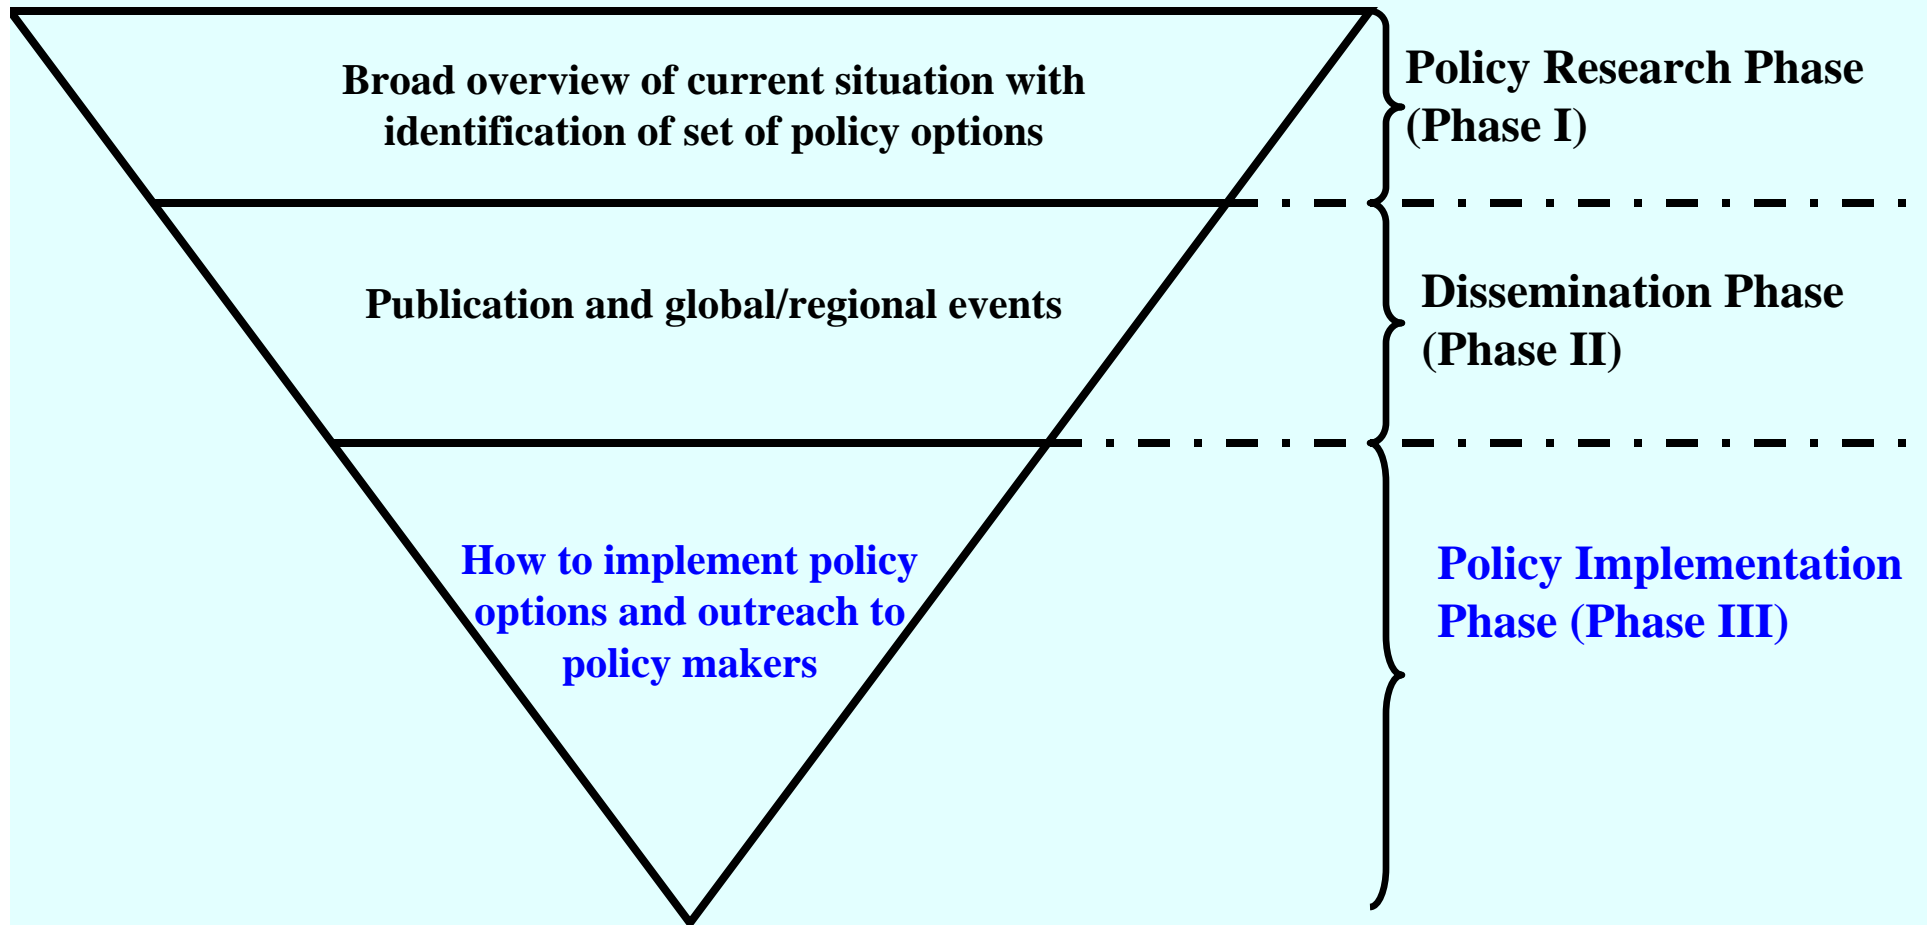 Broad overview of current situation with
identification of set of policy options
Policy Research Phase
(Phase I)
Publication and global/regional events
Dissemination Phase
(Phase II)
How to implement policy
options and outreach to
policy makers
Policy Implementation
Phase (Phase III)